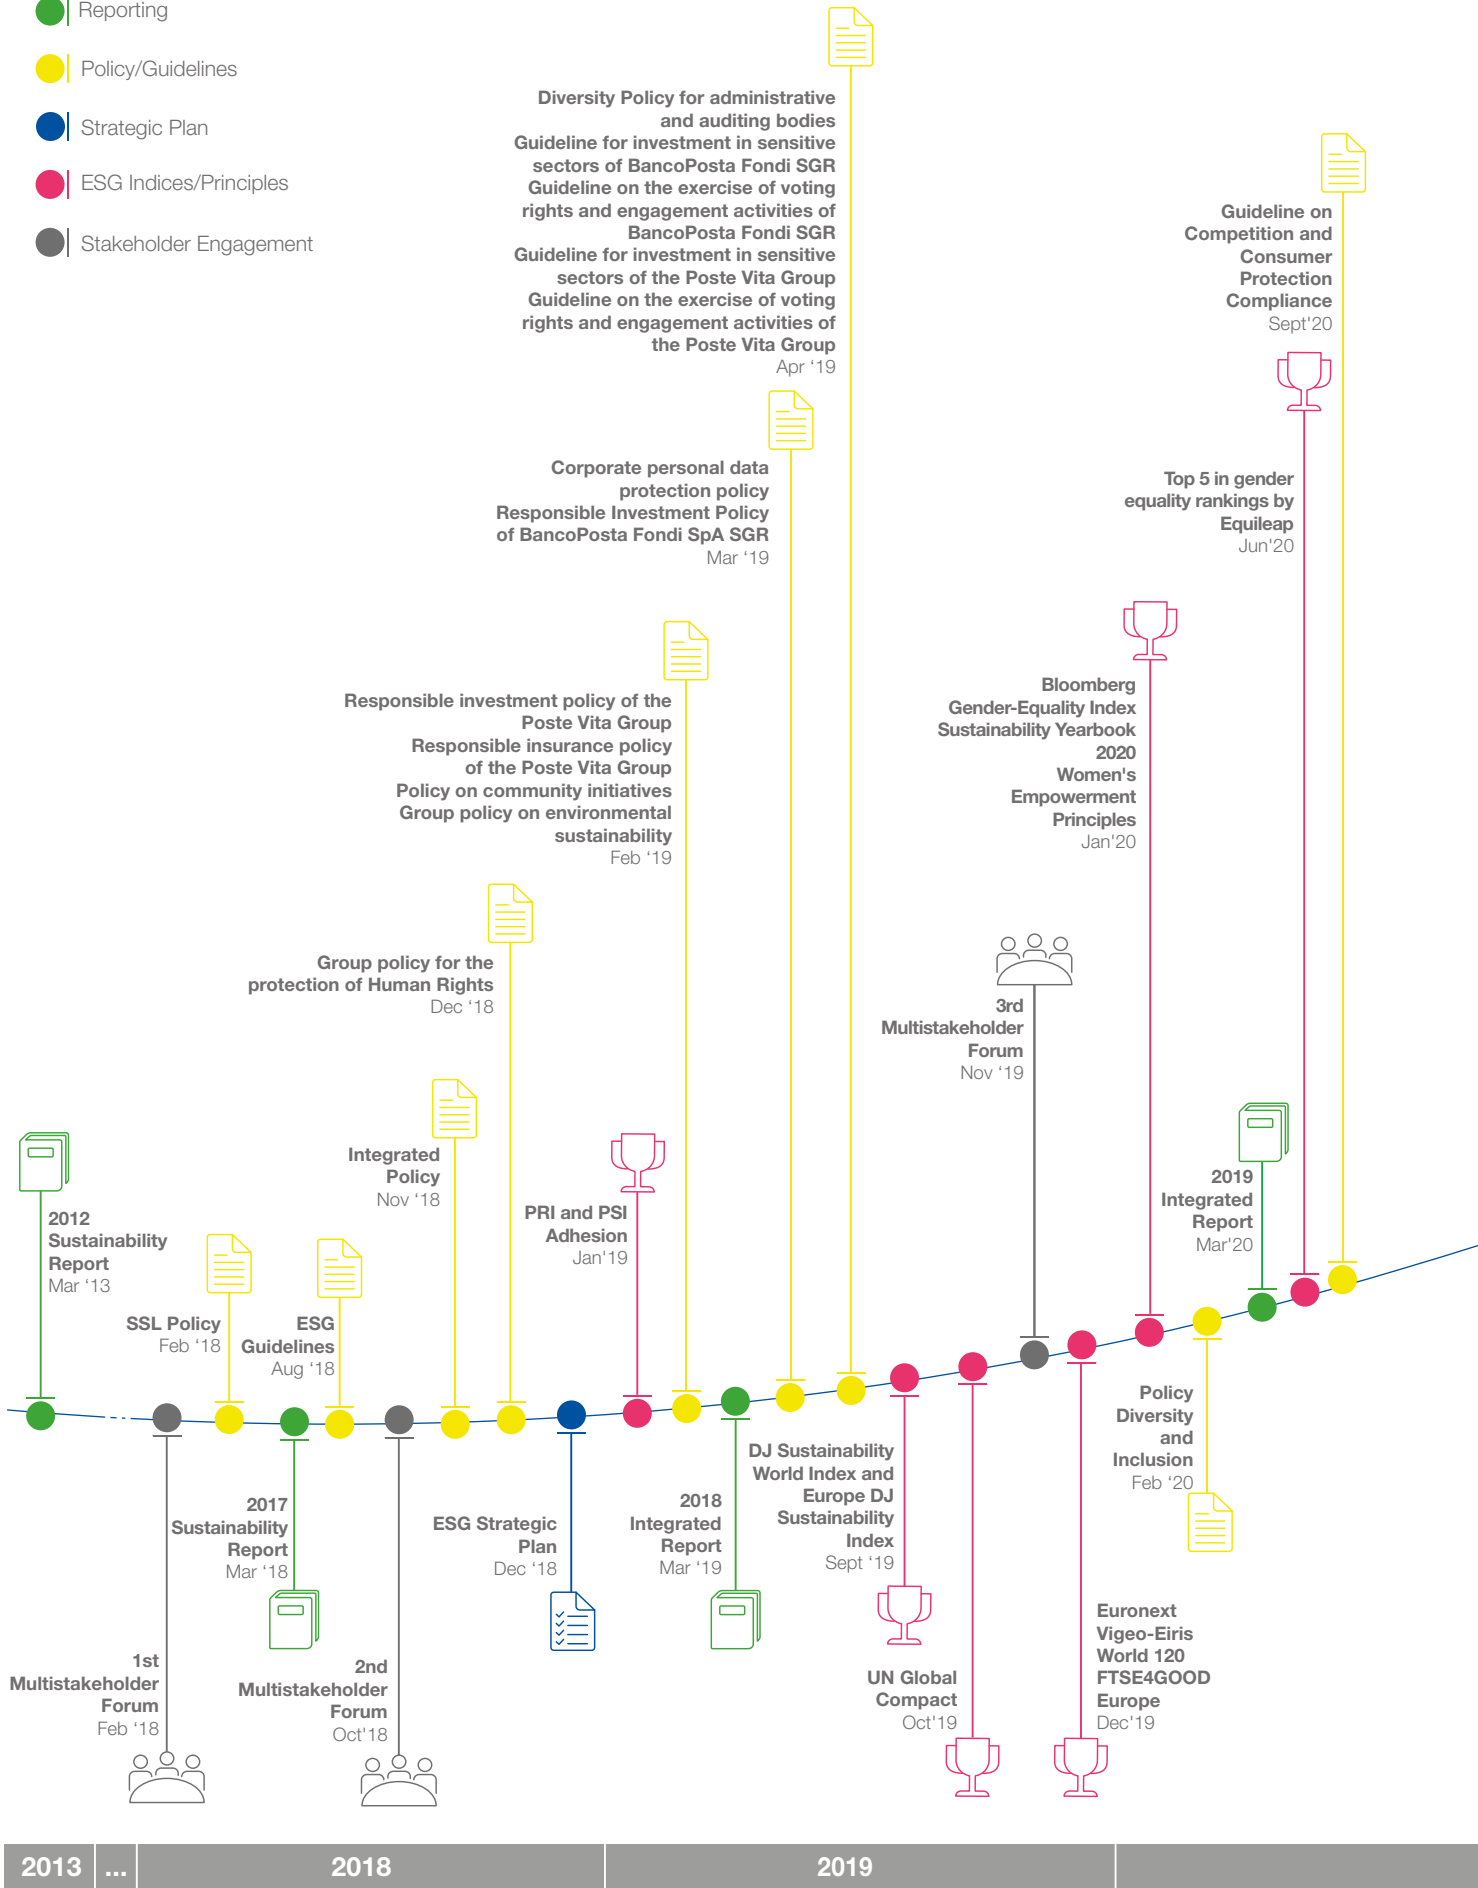 Reporting
Policy/Guidelines
Strategic Plan
ESG Indices/Principles
Stakeholder Engagement
Diversity Policy for administrative
and auditing bodies
Guideline for investment in sensitive
sectors of BancoPosta Fondi SGR
Guideline on the exercise of voting
rights and engagement activities of
BancoPosta Fondi SGR
Guideline for investment in sensitive
sectors of the Poste Vita Group
Guideline on the exercise of voting
rights and engagement activities of
the Poste Vita Group
Apr ‘19
Guideline on
Competition and
Consumer
Protection
Compliance
Sept'20
Corporate personal data
protection policy
Responsible Investment Policy
of BancoPosta Fondi SpA SGR
Mar ‘19
Top 5 in gender
equality rankings by
Equileap
Jun'20
Responsible investment policy of the
Poste Vita Group
Responsible insurance policy
of the Poste Vita Group
Policy on community initiatives
Group policy on environmental
sustainability
Feb ‘19
Bloomberg
Gender-Equality Index
Sustainability Yearbook
2020
Women's
Empowerment
Principles
Jan'20
Group policy for the
protection of Human Rights
Dec ‘18
3rd
Multistakeholder
Forum
Nov ‘19
Integrated
Policy
Nov ‘18
2012
Sustainability
Report
Mar ‘13
PRI and PSI
Adhesion
Jan'19
2019
Integrated
Report
Mar'20
SSL Policy
Feb ‘18
ESG
Guidelines
Aug ‘18
Policy
Diversity
and
Inclusion
Feb ‘20
2017
Sustainability
Report
Mar ‘18
ESG Strategic
Plan
Dec ‘18
2018
Integrated
Report
Mar ‘19
DJ Sustainability
World Index and
Europe DJ
Sustainability
Index
Sept ‘19
1st
Multistakeholder
Forum
Feb ‘18
2nd
Multistakeholder
Forum
Oct'18
UN Global
Compact
Oct'19
Euronext
Vigeo-Eiris
World 120
FTSE4GOOD
Europe
Dec'19
2013
...
2018
2019